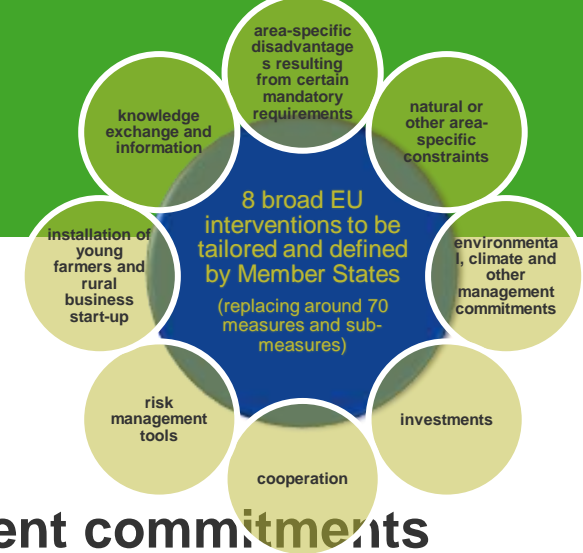 area-specific
disadvantage
s resulting
from certain
mandatory
requirements
natural or
other area-
specific
constraints
environmenta
l, climate and
other
management
commitments
investments
cooperation
risk
management
tools
installation of
young
farmers and
rural
business
start-up
knowledge
exchange and
information
8 broad EU
interventions to be
tailored and defined
by Member States
(replacing around 70
measures and sub-
measures)
ent commitments